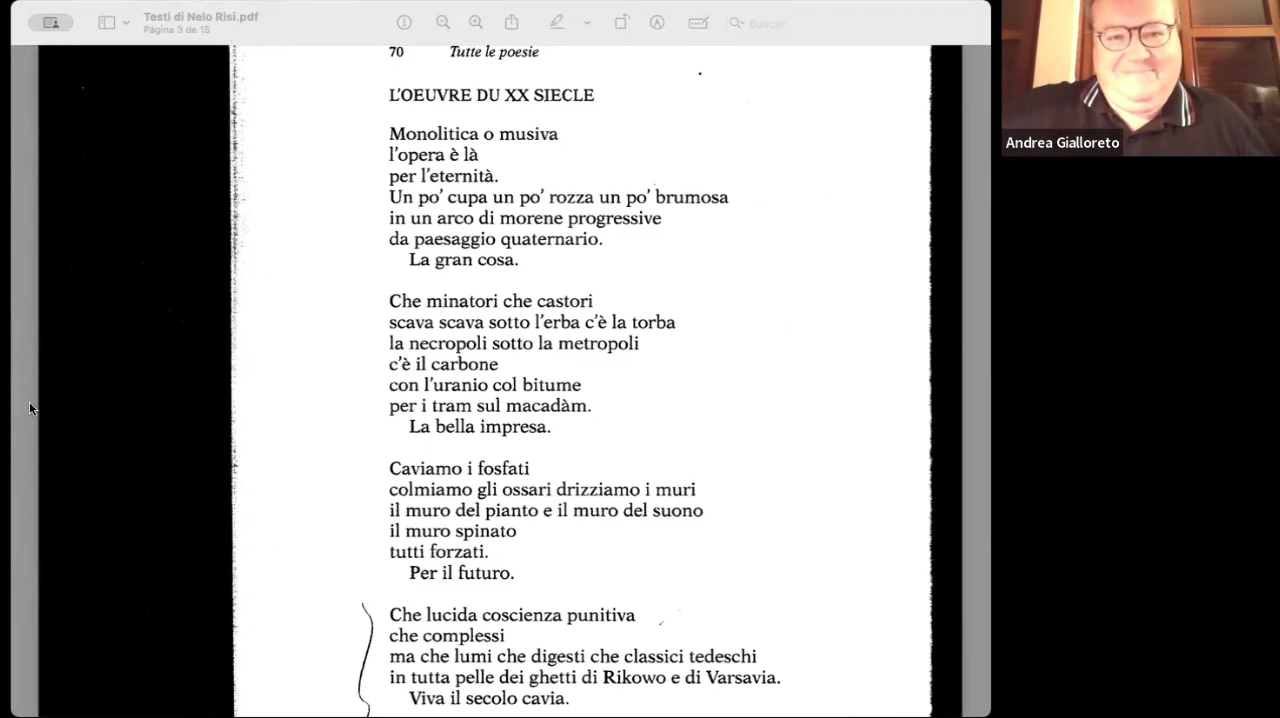 Testi di Nelo Risi.pdf
Página 3 de 15
Buscar
70 Tutte le poesie
L'OEUVRE DU XX SIECLE
Monolitica o musiva
l'opera è là
per l'eternità.
Un po' cupa un po' rozza un po' brumosa
in un arco di morene progressive
da paesaggio quaternario.
La gran cosa.
Che minatori che castori
scava scava sotto l'erba c'è la torba
la necropoli sotto la metropoli
c'è il carbone
con l'uranio col bitume
per i tram sul macadàm.
La bella impresa.
Caviamo i fosfati
colmiamo gli ossari drizziamo i muri
il muro del pianto e il muro del suono
il muro spinato
tutti forzati.
Per il futuro.
Che lucida coscienza punitiva
che complessi
ma che lumi che digesti che classici tedeschi
in tutta pelle dei ghetti di Rikowo e di Varsavia.
Viva il secolo cavia.
Andrea Gialloreto